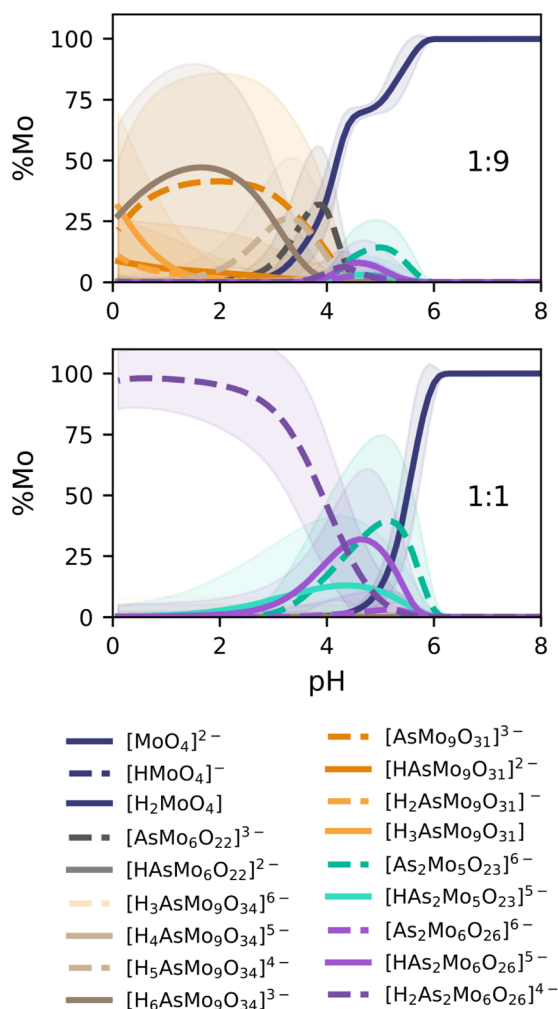 100
75
50
25
0
%Mo
1:9
0 2 4 6 8
100
75
50
25
0
%Mo
1:1
0 2 4 6 8
pH
[MoO₄]²⁻
[HMoO₄]⁻
[H₂MoO₄]
[AsMo₆O₂₂]³⁻
[HAsMo₆O₂₂]²⁻
[H₃AsMo₉O₃₄]⁶⁻
[H₄AsMo₉O₃₄]⁵⁻
[H₅AsMo₉O₃₄]⁴⁻
[H₆AsMo₉O₃₄]³⁻
[AsMo₉O₃₁]³⁻
[HAsMo₉O₃₁]²⁻
[H₂AsMo₉O₃₁]⁻
[H₃AsMo₉O₃₁]
[As₂Mo₅O₂₃]⁶⁻
[HAs₂Mo₅O₂₃]⁵⁻
[As₂Mo₆O₂₆]⁶⁻
[HAs₂Mo₆O₂₆]⁵⁻
[H₂As₂Mo₆O₂₆]⁴⁻